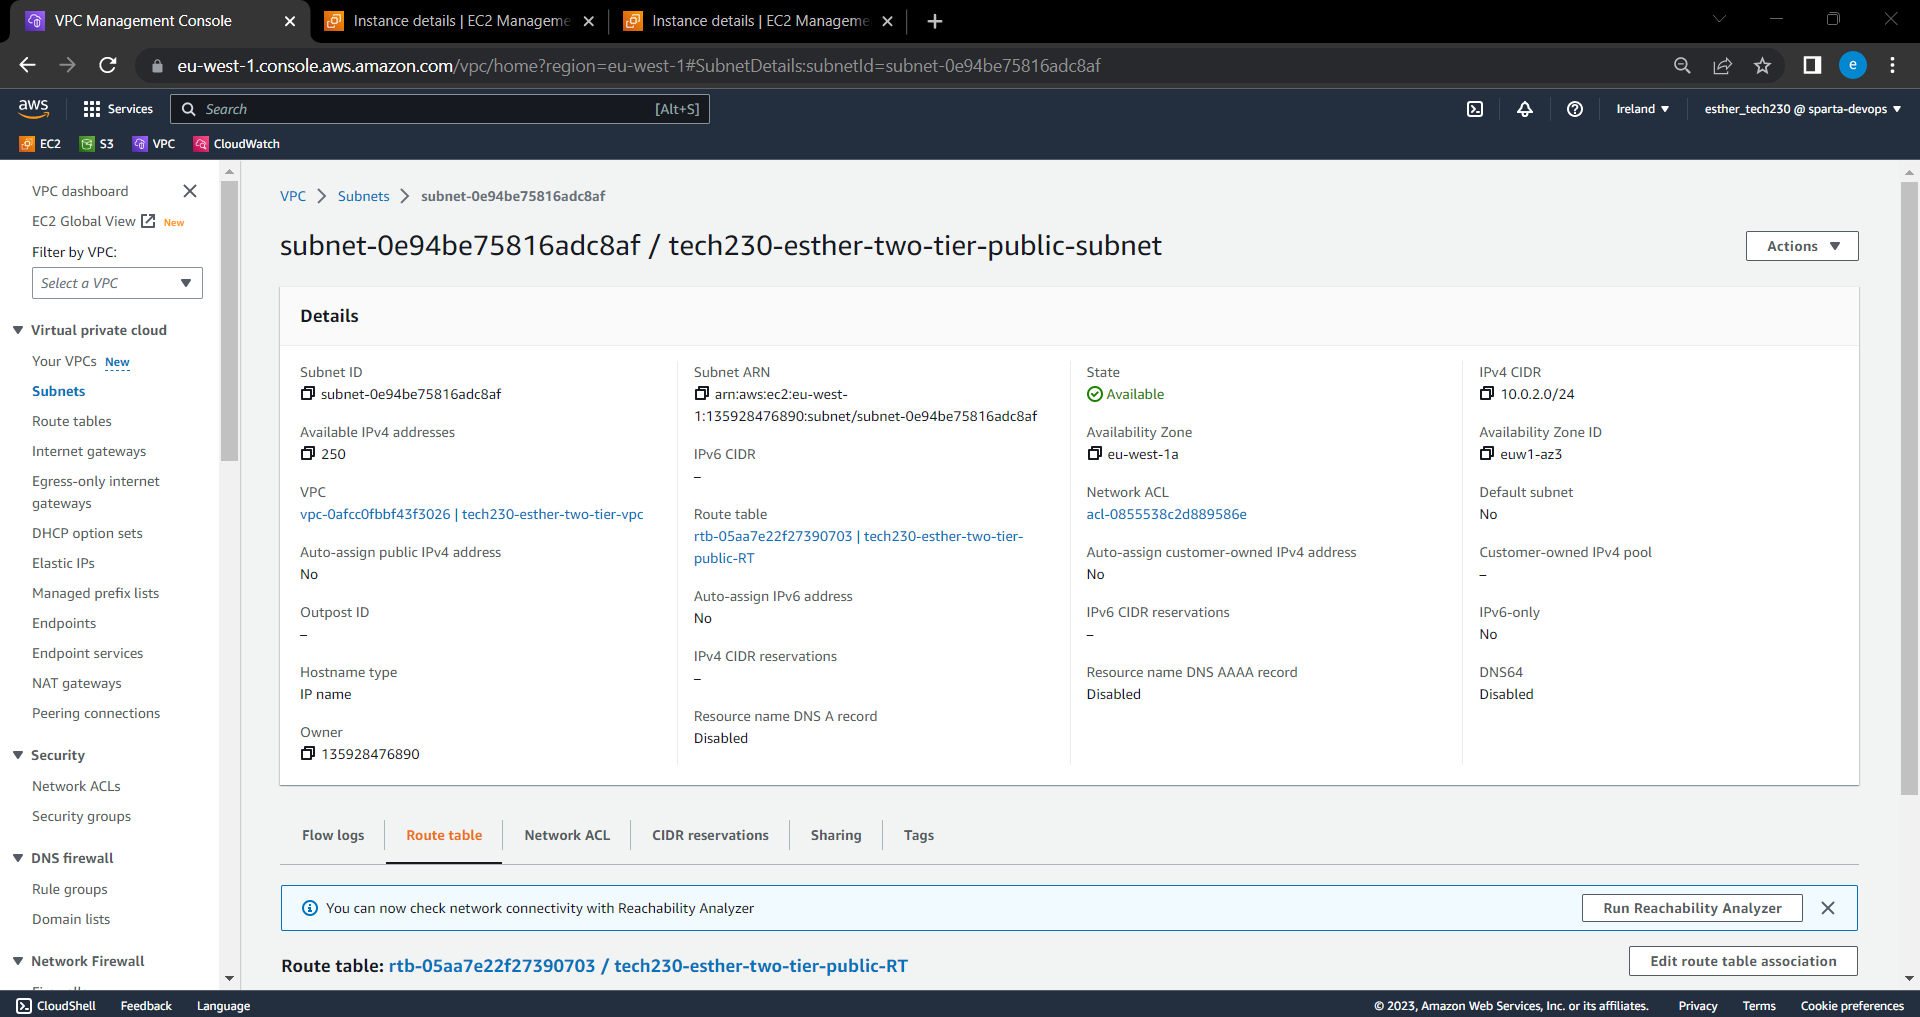 VPC Management Console
Instance details | EC2 Manageme
Instance details | EC2 Manageme
eu-west-1.console.aws.amazon.com/vpc/home?region=eu-west-1#SubnetDetails:subnetId=subnet-0e94be75816adc8af
e
aws
Services
Search
[Alt+S]
Ireland
esther_tech230 @ sparta-devops
EC2
S3
VPC
CloudWatch
VPC dashboard
EC2 Global View
New
Filter by VPC:
Select a VPC
Virtual private cloud
Your VPCs New
Subnets
Route tables
Internet gateways
Egress-only internet
gateways
DHCP option sets
Elastic IPs
Managed prefix lists
Endpoints
Endpoint services
NAT gateways
Peering connections
Security
Network ACLs
Security groups
DNS firewall
Rule groups
Domain lists
Network Firewall
VPC
Subnets
subnet-0e94be75816adc8af
subnet-0e94be75816adc8af / tech230-esther-two-tier-public-subnet
Actions
Details
Subnet ID
subnet-0e94be75816adc8af
Available IPv4 addresses
250
VPC
vpc-0afcc0fbbf43f3026 | tech230-esther-two-tier-vpc
Auto-assign public IPv4 address
No
Outpost ID
–
Hostname type
IP name
Owner
135928476890
Subnet ARN
arn:aws:ec2:eu-west-
1:135928476890:subnet/subnet-0e94be75816adc8af
IPv6 CIDR
–
Route table
rtb-05aa7e22f27390703 | tech230-esther-two-tier-
public-RT
Auto-assign IPv6 address
No
IPv4 CIDR reservations
–
Resource name DNS A record
Disabled
State
Available
Availability Zone
eu-west-1a
Network ACL
acl-0855538c2d889586e
Auto-assign customer-owned IPv4 address
No
IPv6 CIDR reservations
–
Resource name DNS AAAA record
Disabled
IPv4 CIDR
10.0.2.0/24
Availability Zone ID
euw1-az3
Default subnet
No
Customer-owned IPv4 pool
–
IPv6-only
No
DNS64
Disabled
Flow logs
Route table
Network ACL
CIDR reservations
Sharing
Tags
You can now check network connectivity with Reachability Analyzer
Run Reachability Analyzer
Route table: rtb-05aa7e22f27390703 / tech230-esther-two-tier-public-RT
Edit route table association
CloudShell
Feedback
Language
© 2023, Amazon Web Services, Inc. or its affiliates.
Privacy
Terms
Cookie preferences